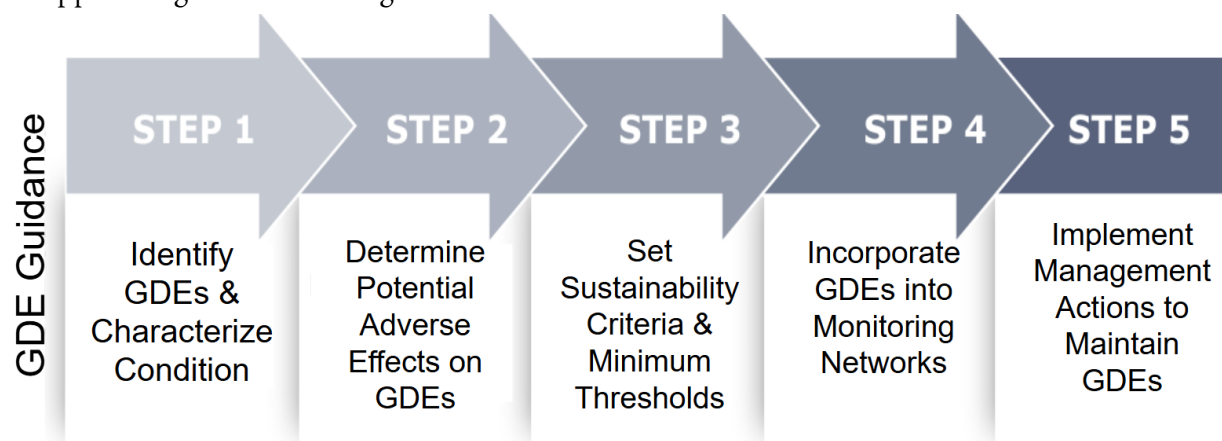 GDE Guidance
STEP 1
Identify
GDEs &
Characterize
Condition
STEP 2
Determine
Potential
Adverse
Effects on
GDEs
STEP 3
Set
Sustainability
Criteria &
Minimum
Thresholds
STEP 4
Incorporate
GDEs into
Monitoring
Networks
STEP 5
Implement
Management
Actions to
Maintain
GDEs